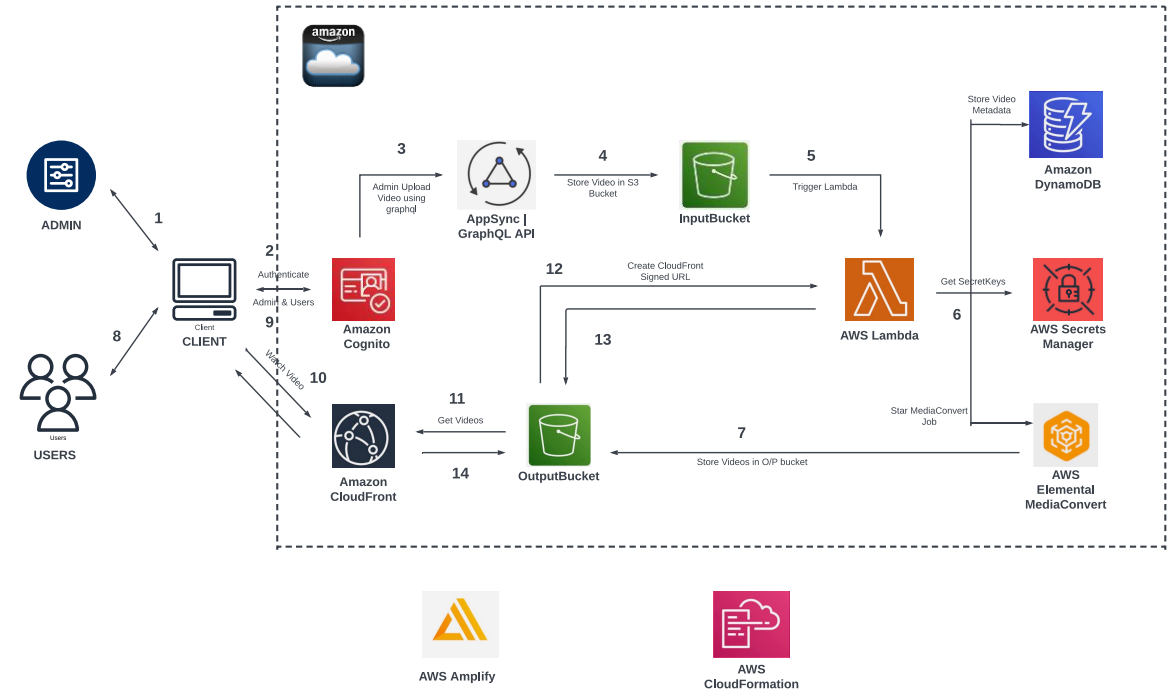 amazon
Store Video
Metadata
Amazon
DynamoDB
3
4
5
Admin Upload
Video using
graphql
Store Video in S3
Bucket
Trigger Lambda
AppSync |
GraphQL API
InputBucket
ADMIN
1
2
Authenticate
Admin & Users
9
Client
CLIENT
Amazon
Cognito
12
Create CloudFront
Signed URL
13
AWS Lambda
Get SecretKeys
6
AWS Secrets
Manager
8
Users
USERS
Watch Video
10
11
Get Videos
14
Amazon
CloudFront
OutputBucket
7
Store Videos in O/P bucket
Star MediaConvert
Job
AWS
Elemental
MediaConvert
AWS Amplify
AWS
CloudFormation